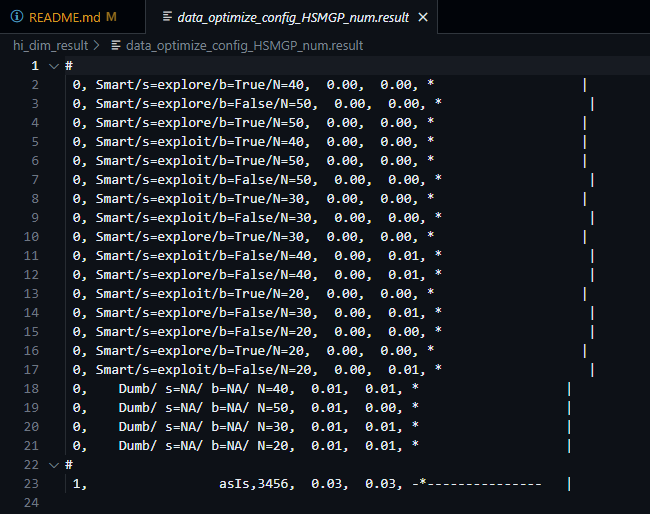 README.md M data_optimize_config_HSMGP_num.result ×
hi_dim_result > data_optimize_config_HSMGP_num.result
1 #
2 0, Smart/s=explore/b=True/N=40, 0.00, 0.00, * |
3 0, Smart/s=explore/b=False/N=50, 0.00, 0.00, * |
4 0, Smart/s=explore/b=True/N=50, 0.00, 0.00, * |
5 0, Smart/s=exploit/b=True/N=40, 0.00, 0.00, * |
6 0, Smart/s=exploit/b=True/N=50, 0.00, 0.00, * |
7 0, Smart/s=exploit/b=False/N=50, 0.00, 0.00, * |
8 0, Smart/s=exploit/b=True/N=30, 0.00, 0.00, * |
9 0, Smart/s=exploit/b=False/N=30, 0.00, 0.00, * |
10 0, Smart/s=explore/b=True/N=30, 0.00, 0.00, * |
11 0, Smart/s=exploit/b=False/N=40, 0.00, 0.01, * |
12 0, Smart/s=explore/b=False/N=40, 0.00, 0.01, * |
13 0, Smart/s=exploit/b=True/N=20, 0.00, 0.00, * |
14 0, Smart/s=explore/b=False/N=30, 0.00, 0.01, * |
15 0, Smart/s=explore/b=False/N=20, 0.00, 0.00, * |
16 0, Smart/s=explore/b=True/N=20, 0.00, 0.00, * |
17 0, Smart/s=exploit/b=False/N=20, 0.00, 0.01, * |
18 0, Dumb/ s=NA/ b=NA/ N=40, 0.01, 0.01, * |
19 0, Dumb/ s=NA/ b=NA/ N=50, 0.01, 0.00, * |
20 0, Dumb/ s=NA/ b=NA/ N=30, 0.01, 0.01, * |
21 0, Dumb/ s=NA/ b=NA/ N=20, 0.01, 0.01, * |
22 #
23 1, asIs,3456, 0.03, 0.03, -*--------------- |
24